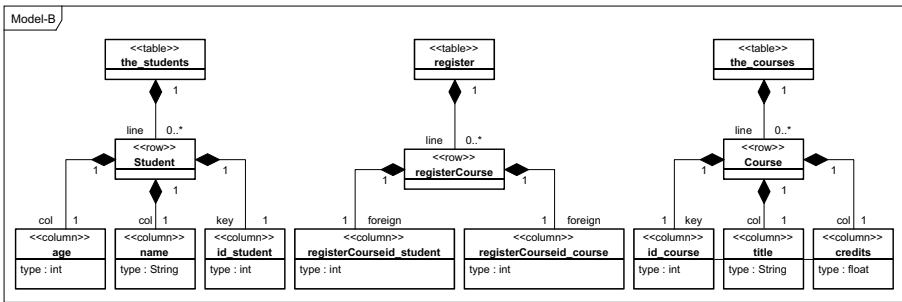 Model-B
<<table>>
the_students
1
line 0..*
<<row>>
Student
1 1 1
col 1 col 1 key 1
<<column>>
age
type : int
<<column>>
name
type : String
<<column>>
id_student
type : int
<<table>>
register
1
line 0..*
<<row>>
registerCourse
1 1
1 foreign 1 foreign
<<column>>
registerCourseid_student
type : int
<<column>>
registerCourseid_course
type : int
<<table>>
the_courses
1
line 0..*
<<row>>
Course
1 1 1
1 key col 1 col 1
<<column>>
id_course
type : int
<<column>>
title
type : String
<<column>>
credits
type : float